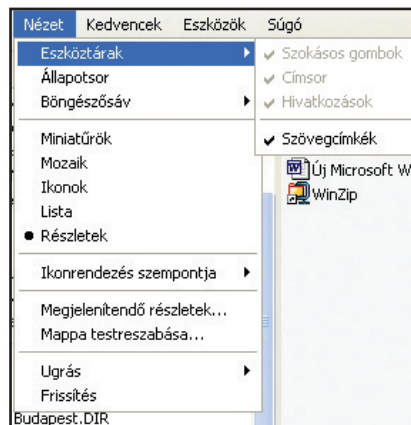 Nézet Kedvencek Eszközök Súgó
Eszköztárak
Állapotsor
Böngészősáv
Miniatűrök
Mozaik
Ikonok
Lista
Részletek
Ikonrendezés szempontja
Megjelenítendő részletek...
Mappa testreszabása...
Ugrás
Frissítés
Szokásos gombok
Címsor
Hivatkozások
Szövegcímkék
Új Microsoft W
WinZip
Budapest.DIR